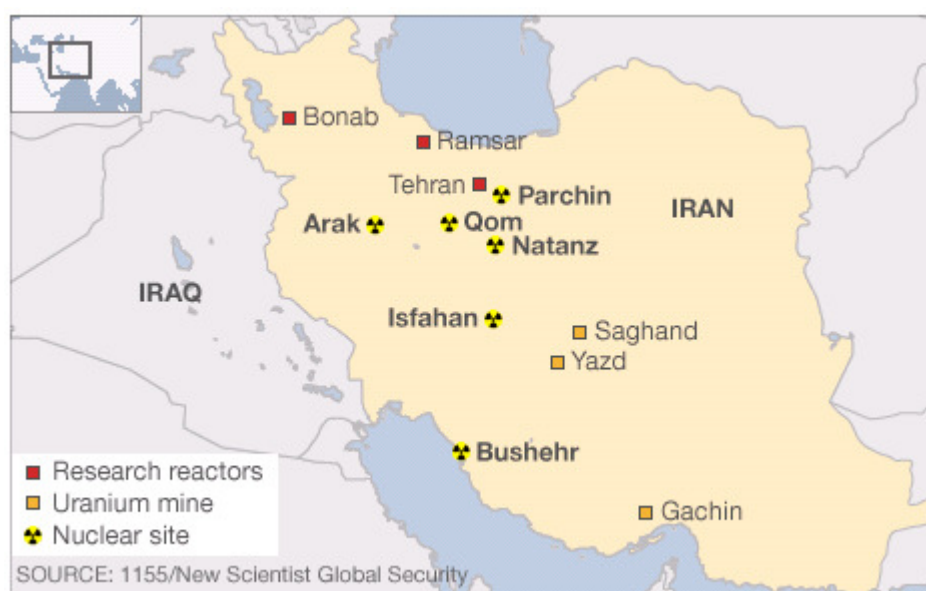 Bonab
Ramsar
Tehran
Parchin
IRAN
Arak
Qom
Natanz
IRAQ
Isfahan
Saghand
Yazd
Bushehr
Research reactors
Uranium mine
Gachin
Nuclear site
SOURCE: 1155/New Scientist Global Security